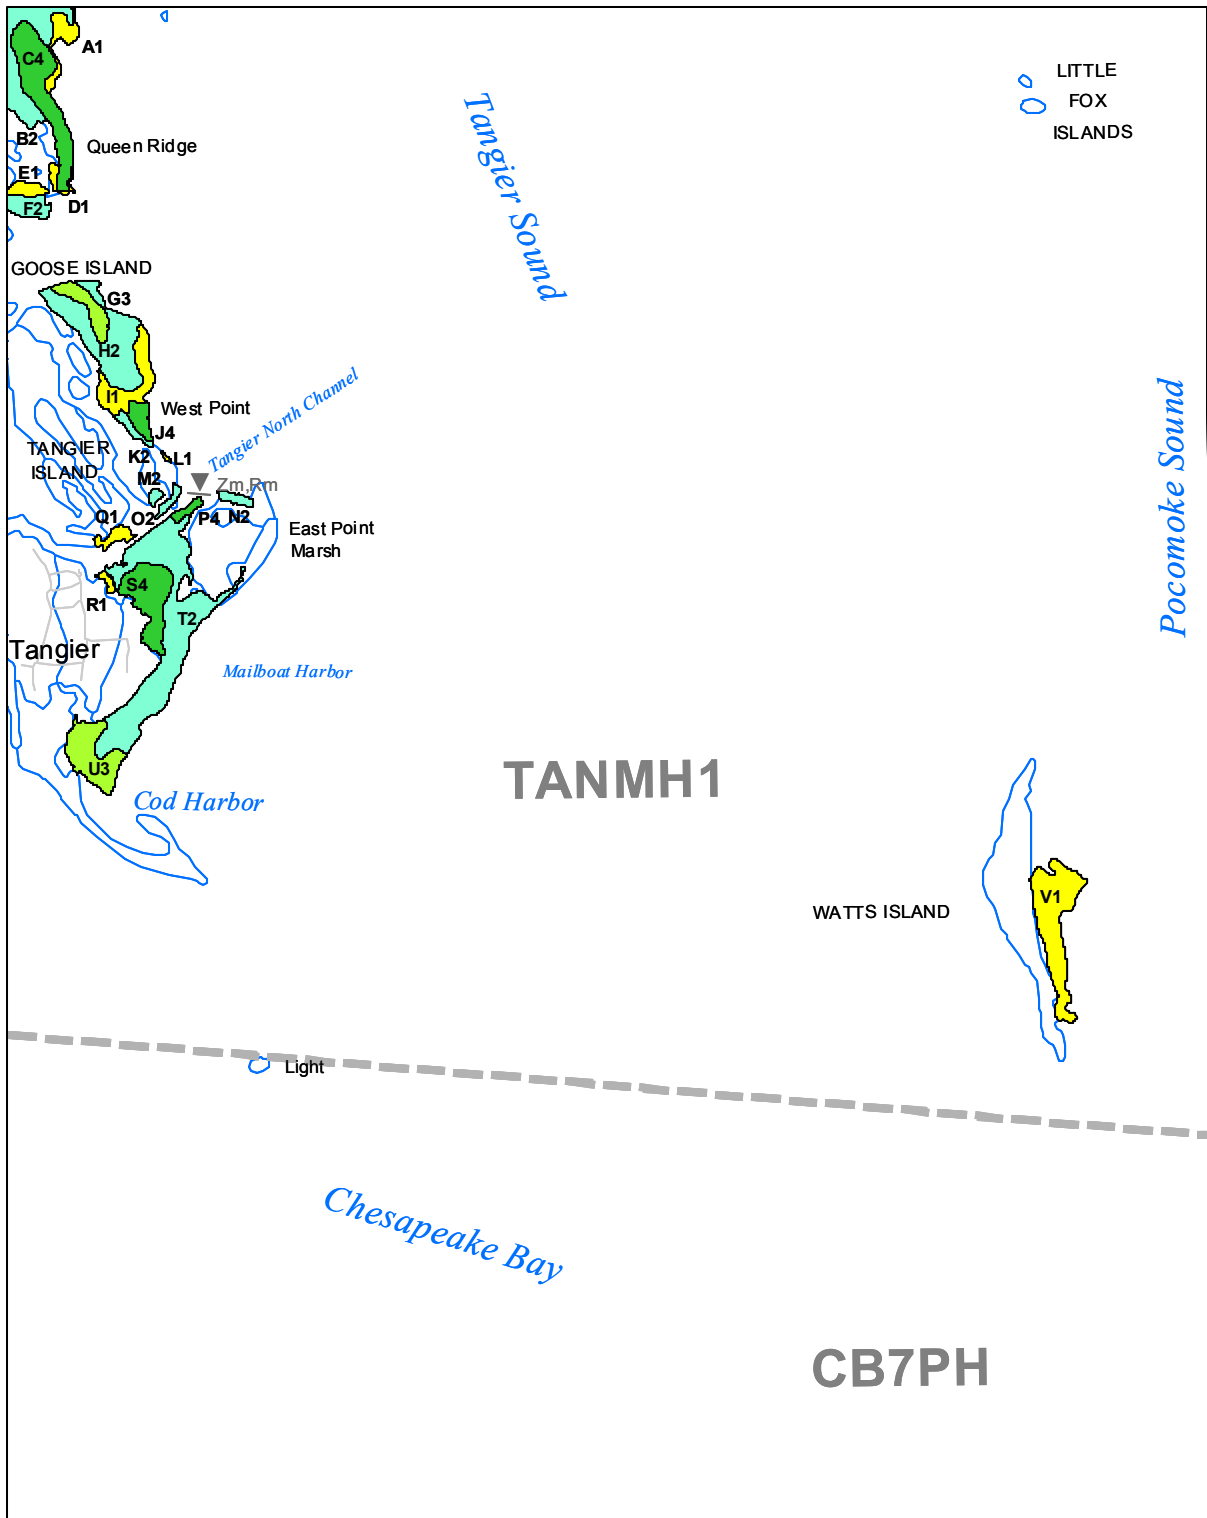 A1
C4
LITTLE
FOX
ISLANDS
B2
Queen Ridge
E1
D1
F2
Tangier Sound
GOOSE ISLAND
G3
H2
I1
West Point
J4
Tangier North Channel
TANGIER
ISLAND
K2
L1
M2
Zm,Rm
Q1
O2
P4
N2
East Point
Marsh
Pocomoke Sound
S4
R1
T2
Tangier
Mailboat Harbor
U3
TANMH1
Cod Harbor
V1
WATTS ISLAND
Light
Chesapeake Bay
CB7PH